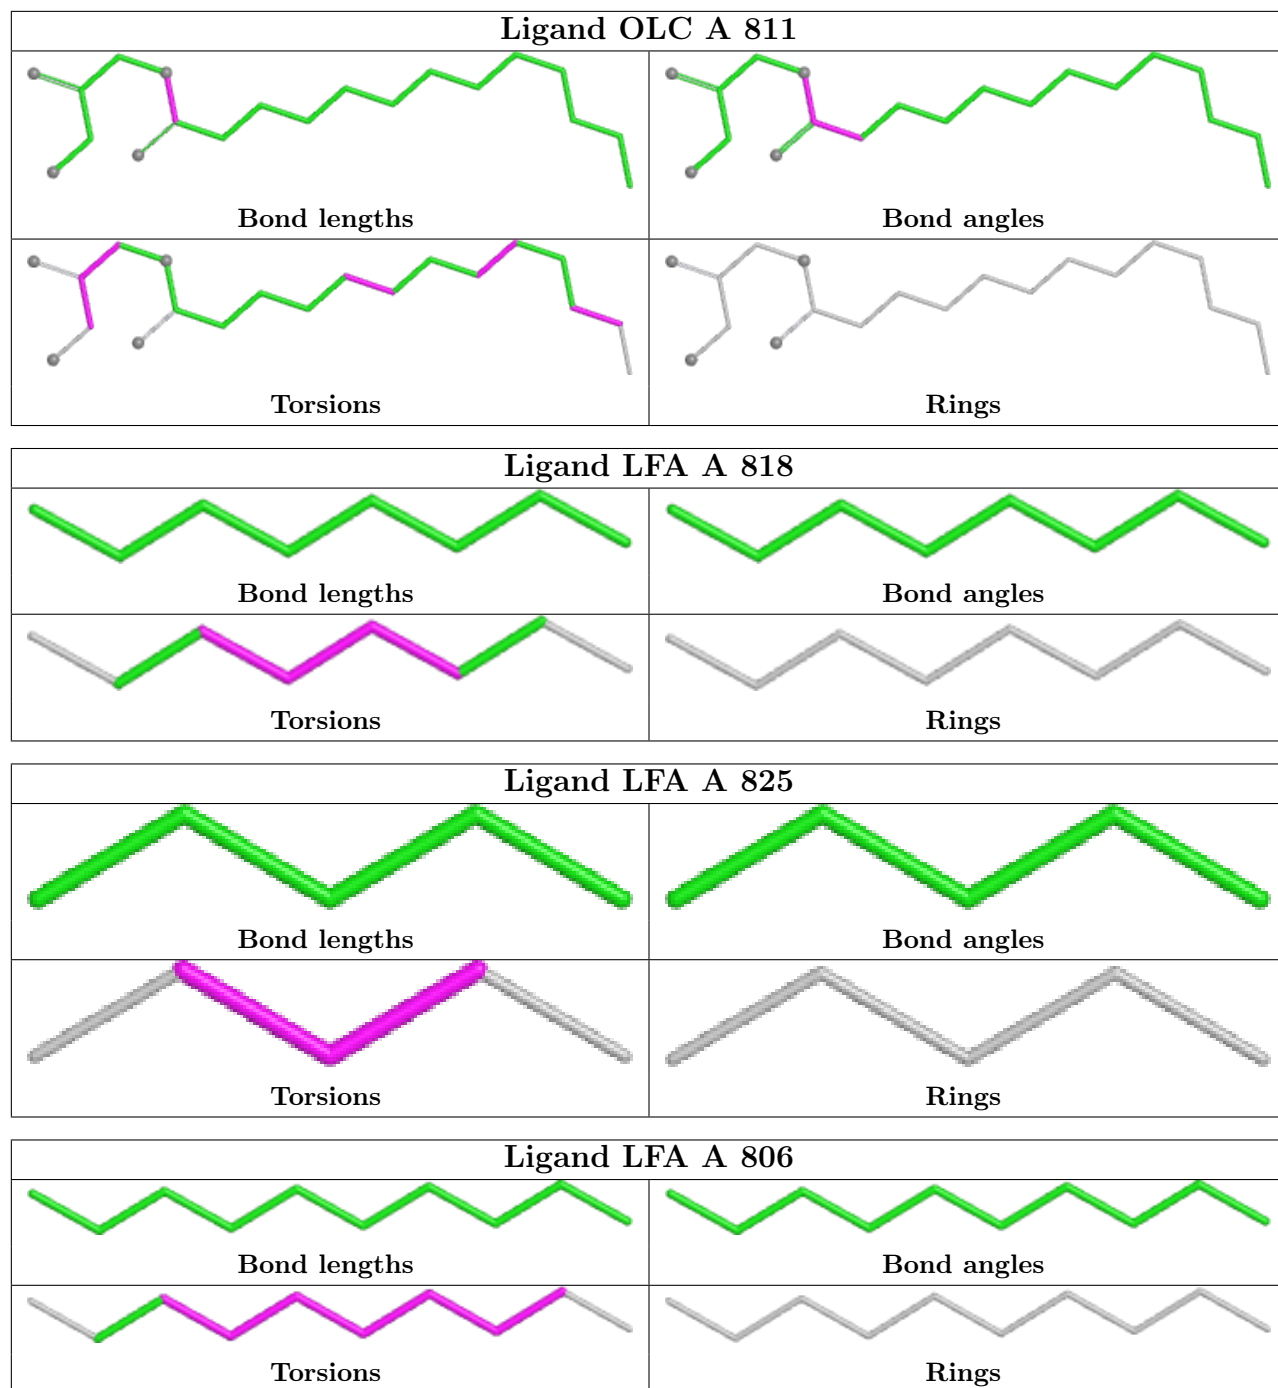 Ligand OLC A 811
Bond lengths
Bond angles
Torsions
Rings
Ligand LFA A 818
Bond lengths
Bond angles
Torsions
Rings
Ligand LFA A 825
Bond lengths
Bond angles
Torsions
Rings
Ligand LFA A 806
Bond lengths
Bond angles
Torsions
Rings